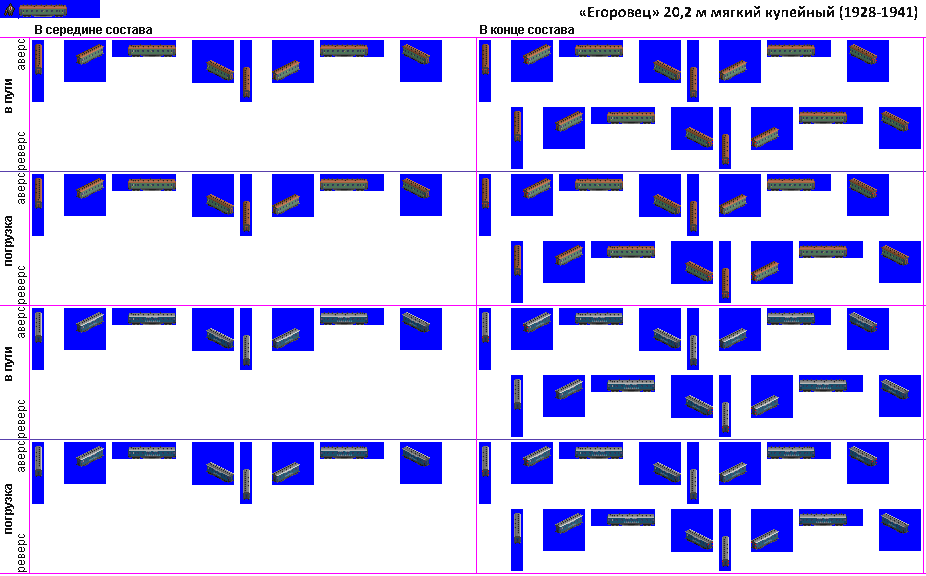 «Егоровец» 20,2 м мягкий купейный (1928-1941)
В середине состава
В конце состава
в пути
аверс
реверс
погрузка
аверс
реверс
в пути
аверс
реверс
погрузка
аверс
реверс